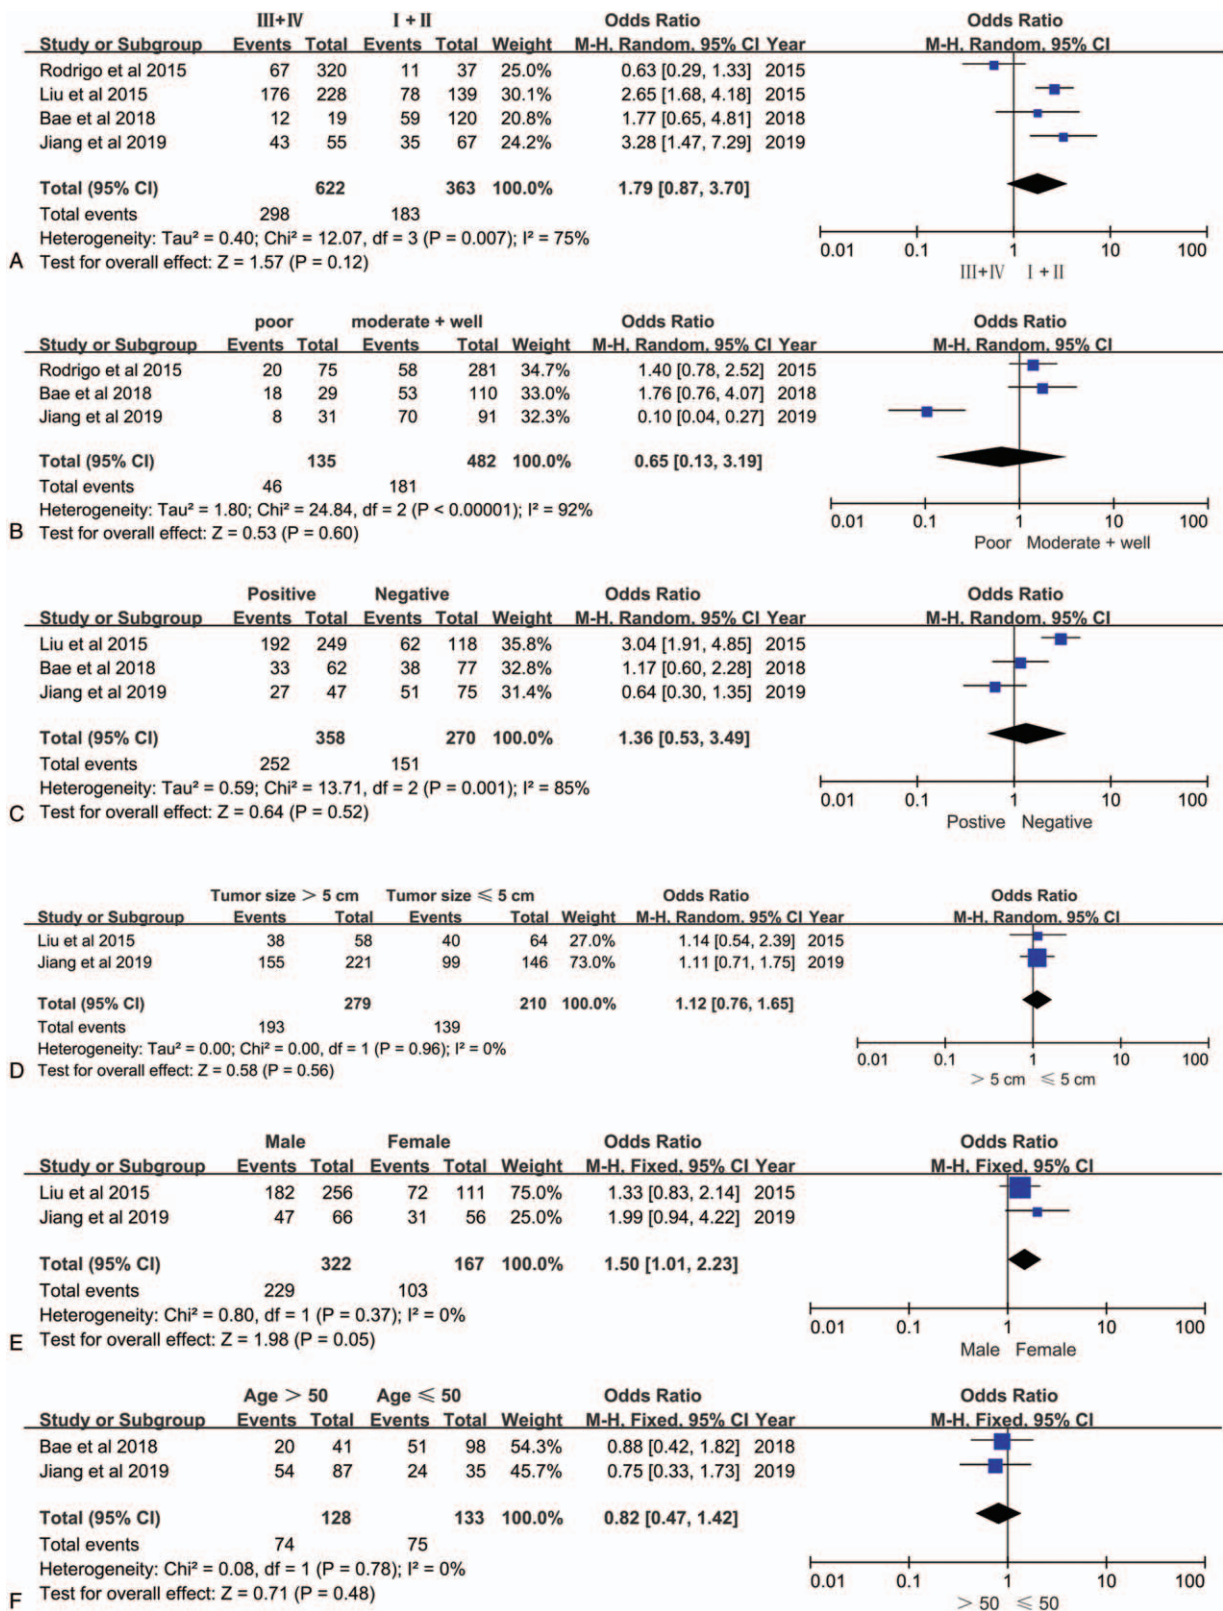 III+IV I + II Odds Ratio Odds Ratio
Study or Subgroup Events Total Events Total Weight M-H, Random, 95% CI Year M-H, Random, 95% CI
Rodrigo et al 2015 67 320 11 37 25.0% 0.63 [0.29, 1.33] 2015
Liu et al 2015 176 228 78 139 30.1% 2.65 [1.68, 4.18] 2015
Bae et al 2018 12 19 59 120 20.8% 1.77 [0.65, 4.81] 2018
Jiang et al 2019 43 55 35 67 24.2% 3.28 [1.47, 7.29] 2019
Total (95% CI) 622 363 100.0% 1.79 [0.87, 3.70]
Total events 298 183
Heterogeneity: Tau² = 0.40; Chi² = 12.07, df = 3 (P = 0.007); I² = 75%
A Test for overall effect: Z = 1.57 (P = 0.12)
0.01 0.1 1 10 100
III+IV I + II
poor moderate + well Odds Ratio Odds Ratio
Study or Subgroup Events Total Events Total Weight M-H, Random, 95% CI Year M-H, Random, 95% CI
Rodrigo et al 2015 20 75 58 281 34.7% 1.40 [0.78, 2.52] 2015
Bae et al 2018 18 29 53 110 33.0% 1.76 [0.76, 4.07] 2018
Jiang et al 2019 8 31 70 91 32.3% 0.10 [0.04, 0.27] 2019
Total (95% CI) 135 482 100.0% 0.65 [0.13, 3.19]
Total events 46 181
Heterogeneity: Tau² = 1.80; Chi² = 24.84, df = 2 (P < 0.00001); I² = 92%
B Test for overall effect: Z = 0.53 (P = 0.60)
0.01 0.1 1 10 100
Poor Moderate + well
Positive Negative Odds Ratio Odds Ratio
Study or Subgroup Events Total Events Total Weight M-H, Random, 95% CI Year M-H, Random, 95% CI
Liu et al 2015 192 249 62 118 35.8% 3.04 [1.91, 4.85] 2015
Bae et al 2018 33 62 38 77 32.8% 1.17 [0.60, 2.28] 2018
Jiang et al 2019 27 47 51 75 31.4% 0.64 [0.30, 1.35] 2019
Total (95% CI) 358 270 100.0% 1.36 [0.53, 3.49]
Total events 252 151
Heterogeneity: Tau² = 0.59; Chi² = 13.71, df = 2 (P = 0.001); I² = 85%
C Test for overall effect: Z = 0.64 (P = 0.52)
0.01 0.1 1 10 100
Postive Negative
Tumor size > 5 cm Tumor size ≤ 5 cm Odds Ratio Odds Ratio
Study or Subgroup Events Total Events Total Weight M-H, Random, 95% CI Year M-H, Random, 95% CI
Liu et al 2015 38 58 40 64 27.0% 1.14 [0.54, 2.39] 2015
Jiang et al 2019 155 221 99 146 73.0% 1.11 [0.71, 1.75] 2019
Total (95% CI) 279 210 100.0% 1.12 [0.76, 1.65]
Total events 193 139
Heterogeneity: Tau² = 0.00; Chi² = 0.00, df = 1 (P = 0.96); I² = 0%
D Test for overall effect: Z = 0.58 (P = 0.56)
0.01 0.1 1 10 100
> 5 cm ≤ 5 cm
Male Female Odds Ratio Odds Ratio
Study or Subgroup Events Total Events Total Weight M-H, Fixed, 95% CI Year M-H, Fixed, 95% CI
Liu et al 2015 182 256 72 111 75.0% 1.33 [0.83, 2.14] 2015
Jiang et al 2019 47 66 31 56 25.0% 1.99 [0.94, 4.22] 2019
Total (95% CI) 322 167 100.0% 1.50 [1.01, 2.23]
Total events 229 103
Heterogeneity: Chi² = 0.80, df = 1 (P = 0.37); I² = 0%
E Test for overall effect: Z = 1.98 (P = 0.05)
0.01 0.1 1 10 100
Male Female
Age > 50 Age ≤ 50 Odds Ratio Odds Ratio
Study or Subgroup Events Total Events Total Weight M-H, Fixed, 95% CI Year M-H, Fixed, 95% CI
Bae et al 2018 20 41 51 98 54.3% 0.88 [0.42, 1.82] 2018
Jiang et al 2019 54 87 24 35 45.7% 0.75 [0.33, 1.73] 2019
Total (95% CI) 128 133 100.0% 0.82 [0.47, 1.42]
Total events 74 75
Heterogeneity: Chi² = 0.08, df = 1 (P = 0.78); I² = 0%
F Test for overall effect: Z = 0.71 (P = 0.48)
0.01 0.1 1 10 100
> 50 ≤ 50